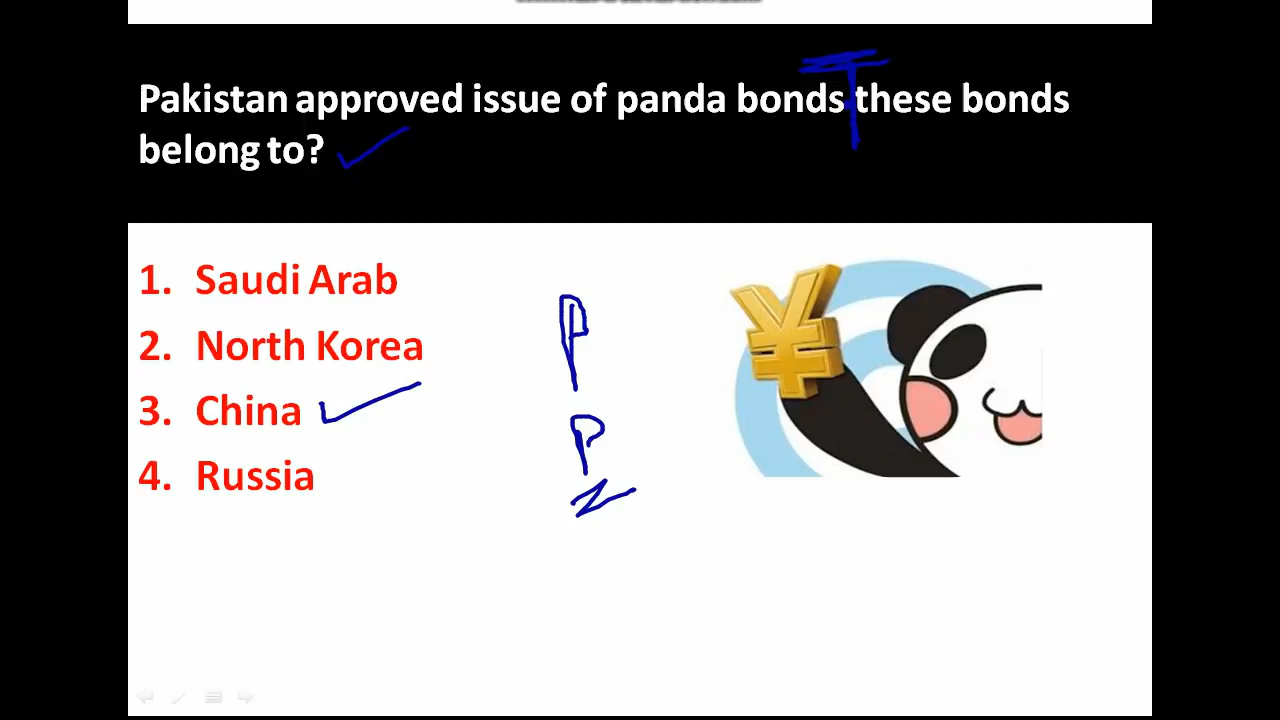 Pakistan approved issue of panda bonds these bonds
belong to?
1. Saudi Arab
2. North Korea
3. China
4. Russia
¥
P
P